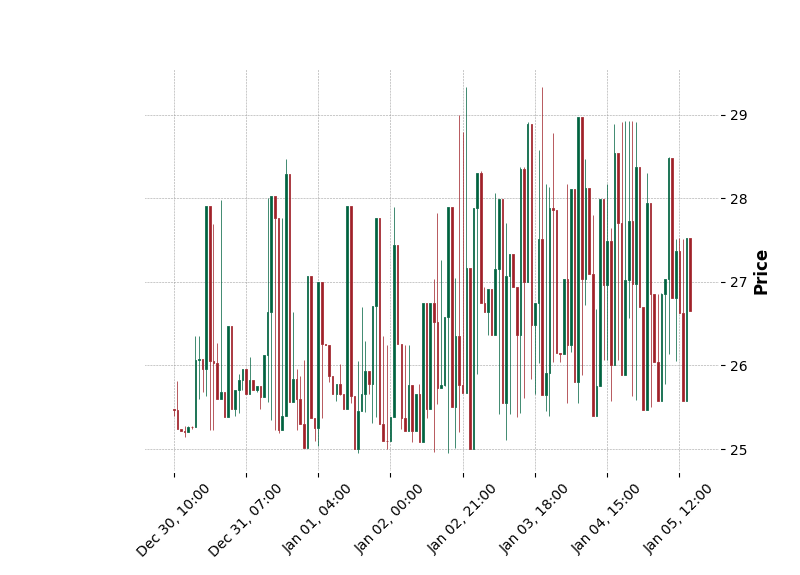 29
28
27
26
25
Price
Dec 30, 10:00
Dec 31, 07:00
Jan 01, 04:00
Jan 02, 00:00
Jan 02, 21:00
Jan 03, 18:00
Jan 04, 15:00
Jan 05, 12:00